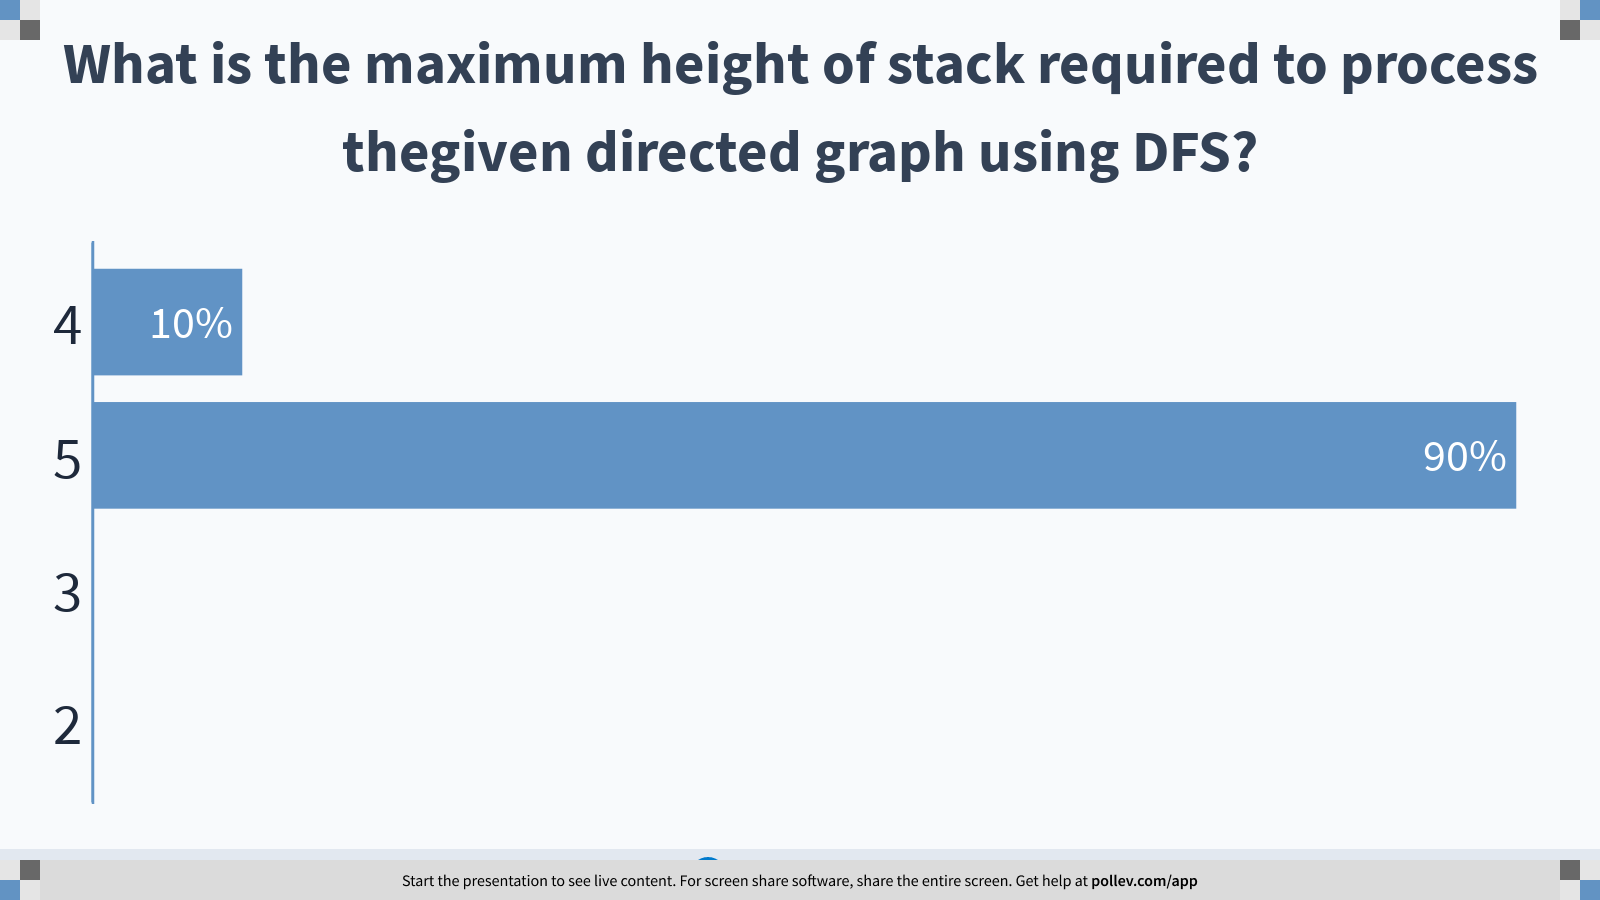 What is the maximum height of stack required to process
thegiven directed graph using DFS?
4 10%
5 90%
3
2
Start the presentation to see live content. For screen share software, share the entire screen. Get help at pollev.com/app